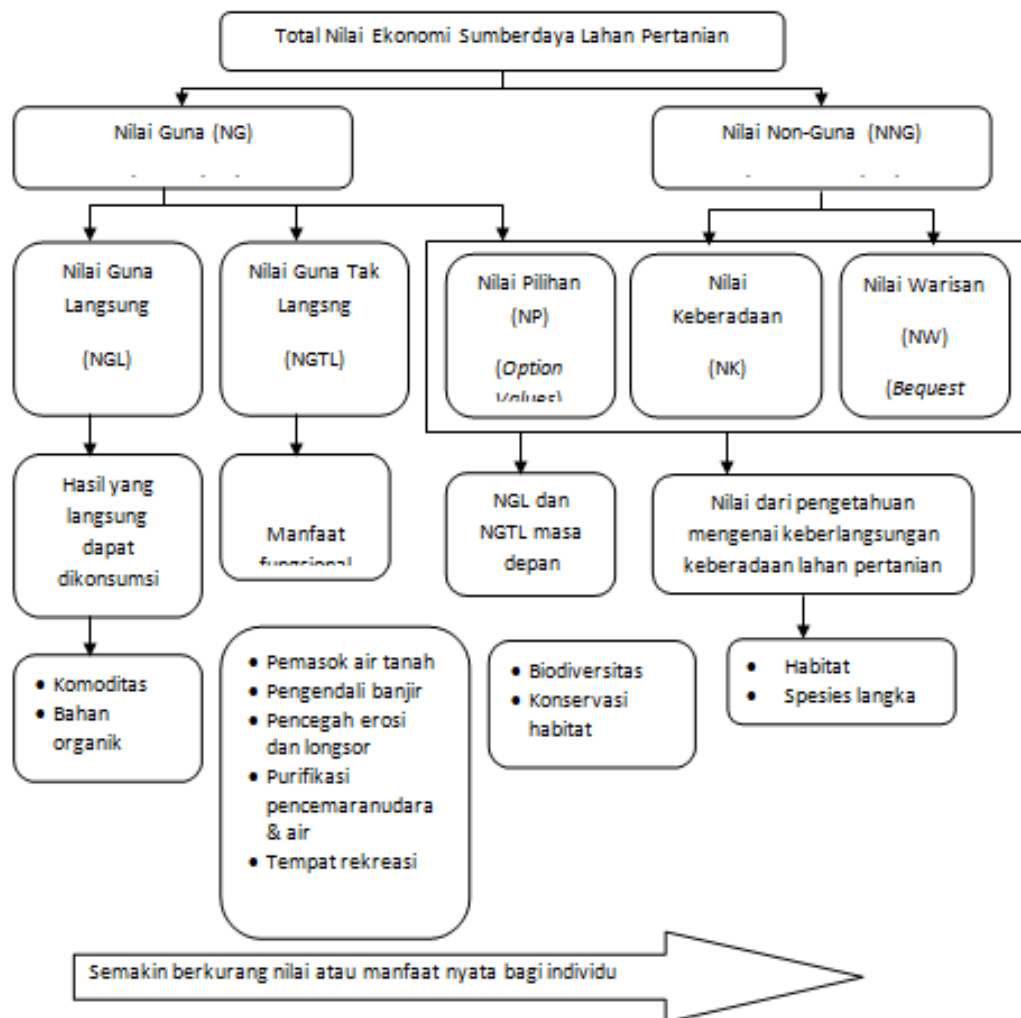 Total Nilai Ekonomi Sumberdaya Lahan Pertanian
Nilai Guna (NG)
Nilai Non-Guna (NNG)
Nilai Guna
Langsung
(NGL)
Nilai Guna Tak
Langsng
(NGTL)
Nilai Pilihan
(NP)
(Option
Values)
Nilai
Keberadaan
(NK)
Nilai Warisan
(NW)
(Bequest
Hasil yang
langsung
dapat
dikonsumsi
Manfaat
fungsional
NGL dan
NGTL masa
depan
Nilai dari pengetahuan
mengenai keberlangsungan
keberadaan lahan pertanian
• Komoditas
• Bahan
organik
• Pemasok air tanah
• Pengendali banjir
• Pencegah erosi
dan longsor
• Purifikasi
pencemaranudara
& air
• Tempat rekreasi
• Biodiversitas
• Konservasi
habitat
• Habitat
• Spesies langka
Semakin berkurang nilai atau manfaat nyata bagi individu